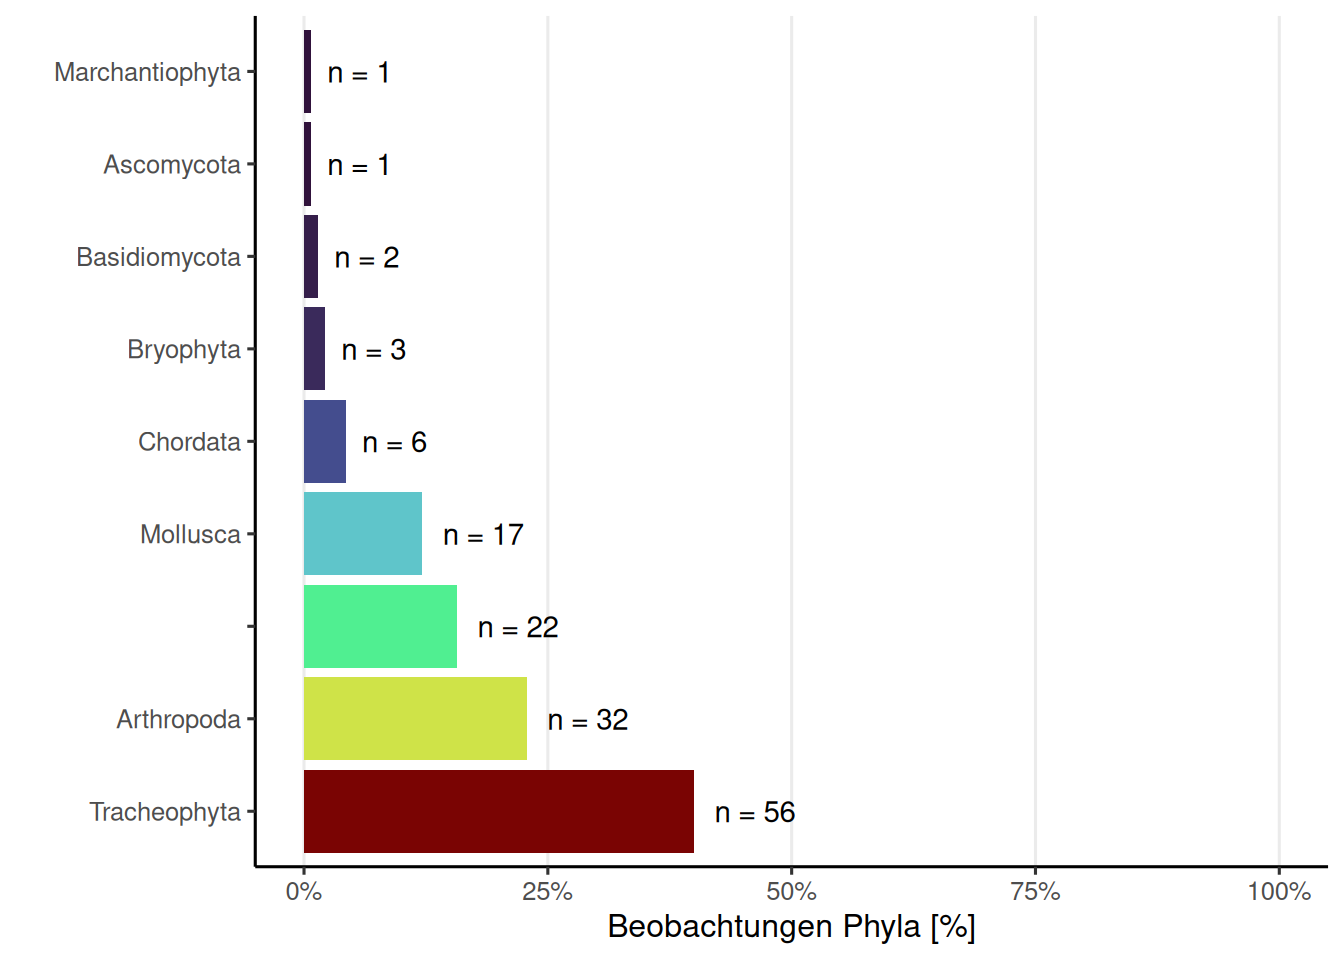 Marchantiophyta n = 1
Ascomycota n = 1
Basidiomycota n = 2
Bryophyta n = 3
Chordata n = 6
Mollusca n = 17
n = 22
Arthropoda n = 32
Tracheophyta n = 56
0% 25% 50% 75% 100%
Beobachtungen Phyla [%]